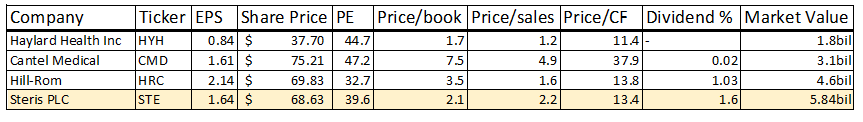 Company Ticker EPS Share Price PE Price/book Price/sales Price/CF Dividend % Market Value
Haylard Health Inc HYH 0.84 $ 37.70 44.7 1.7 1.2 11.4 - 1.8bil
Cantel Medical CMD 1.61 $ 75.21 47.2 7.5 4.9 37.9 0.02 3.1bil
Hill-Rom HRC 2.14 $ 69.83 32.7 3.5 1.6 13.8 1.03 4.6bil
Steris PLC STE 1.64 $ 68.63 39.6 2.1 2.2 13.4 1.6 5.84bil